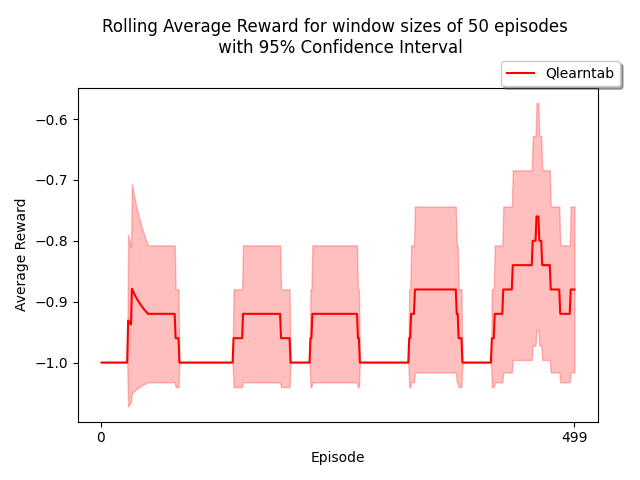 Rolling Average Reward for window sizes of 50 episodes
with 95% Confidence Interval
Qlearntab
Average Reward
−0.6
−0.7
−0.8
−0.9
−1.0
0
499
Episode